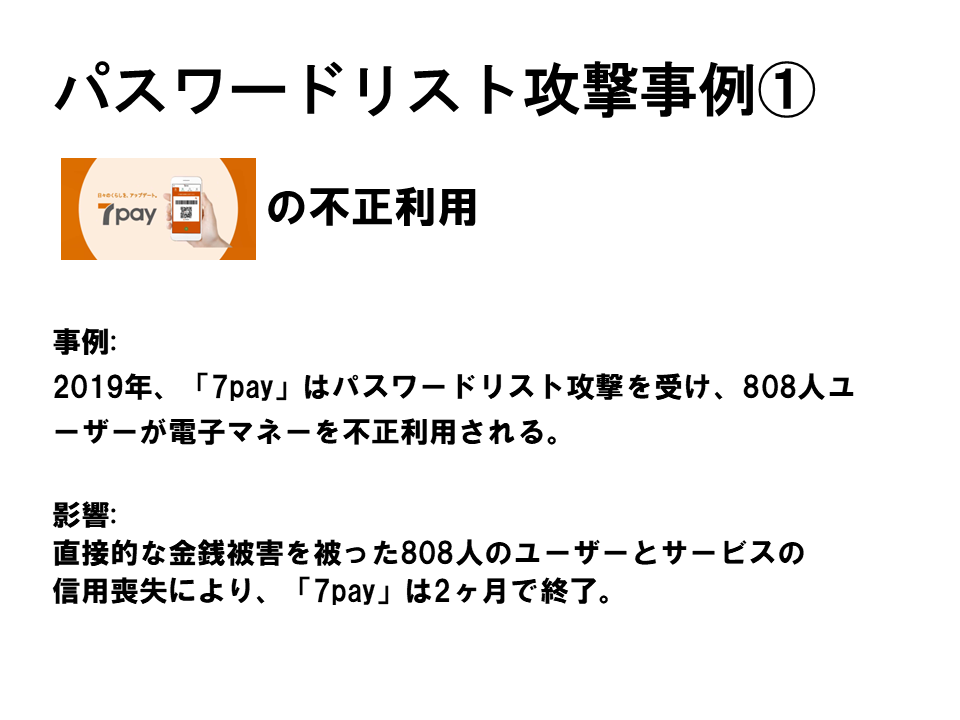 パスワードリスト攻撃事例①
日々のくらしを、アップデート。
7pay
の不正利用
事例:
2019年、「7pay」はパスワードリスト攻撃を受け、808人ユ
ーザーが電子マネーを不正利用される。
影響:
直接的な金銭被害を被った808人のユーザーとサービスの
信用喪失により、「7pay」は2ヶ月で終了。